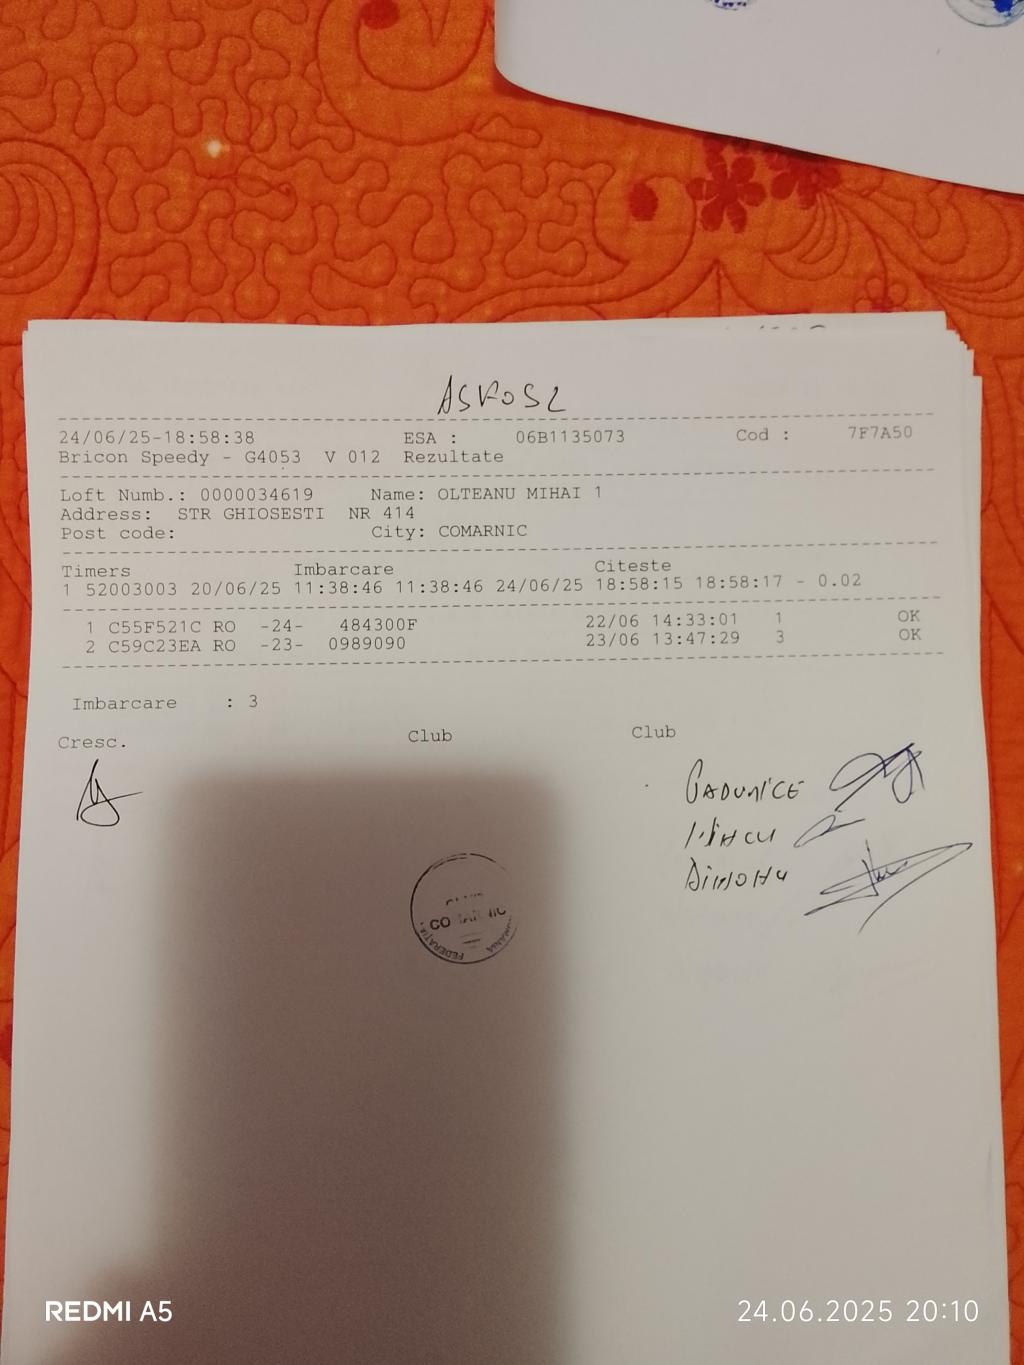 24/06/25-18:58:38 ESA : 06B1135073 Cod : 7F7A50
Bricon Speedy - G4053 V 012 Rezultate
Loft Numb.: 0000034619 Name: OLTEANU MIHAI 1
Address: STR GHIOSESTI NR 414
Post code: City: COMARNIC
Timers Imbarcare Citeste
1 52003003 20/06/25 11:38:46 11:38:46 24/06/25 18:58:15 18:58:17 - 0.02
1 C55F521C RO -24- 484300F 22/06 14:33:01 1 OK
2 C59C23EA RO -23- 0989090 23/06 13:47:29 3 OK
Imbarcare : 3
Cresc. Club Club
FEDERATIA
REDMI A5 24.06.2025 20:10